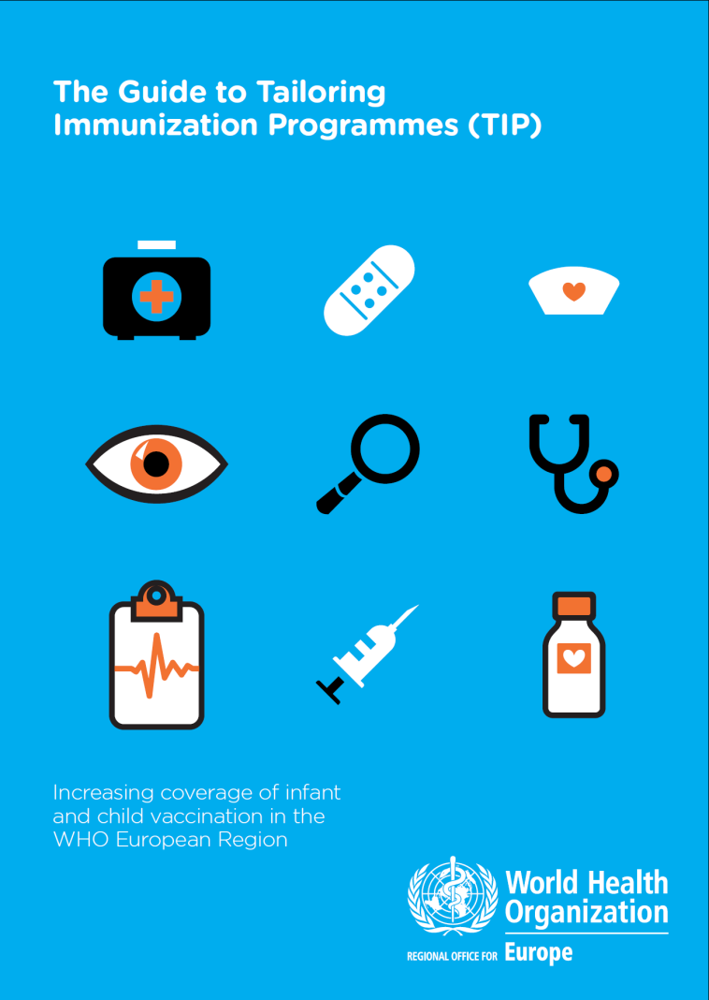 The Guide to Tailoring
Immunization Programmes (TIP)
Increasing coverage of infant
and child vaccination in the
WHO European Region
World Health
Organization
REGIONAL OFFICE FOR Europe